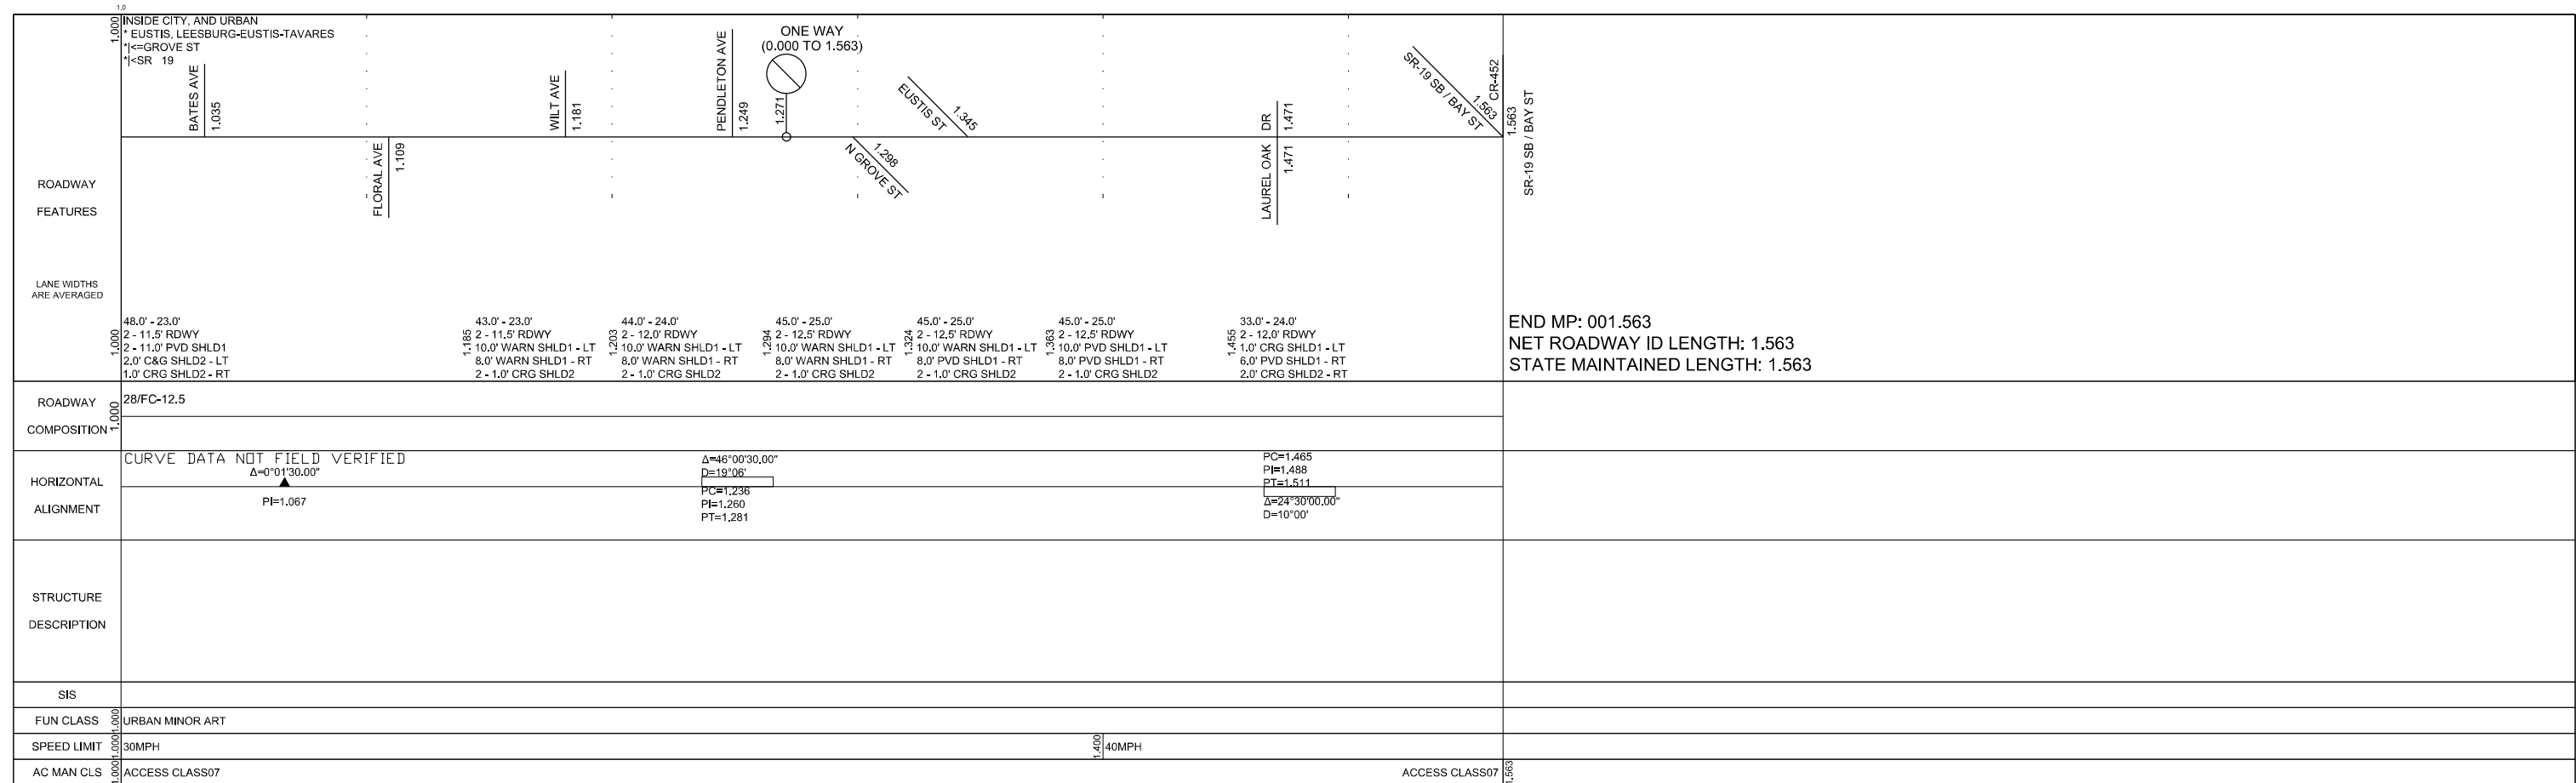 1.0
1.000
INSIDE CITY, AND URBAN
* EUSTIS, LEESBURG-EUSTIS-TAVARES
*|<=GROVE ST
*|<SR 19
BATES AVE
1.035
FLORAL AVE
1.109
WILT AVE
1.181
PENDLETON AVE
1.249
ONE WAY
(0.000 TO 1.563)
1.271
N GROVE ST
1.298
EUSTIS ST
1.345
LAUREL OAK DR
1.471
1.471
SR-19 SB / BAY ST
1.563
CR-452
1.563
SR-19 SB / BAY ST
ROADWAY
FEATURES
LANE WIDTHS
ARE AVERAGED
1.000
48.0' - 23.0'
2 - 11.5' RDWY
2 - 11.0' PVD SHLD1
2.0' C&G SHLD2 - LT
1.0' CRG SHLD2 - RT
1.185
43.0' - 23.0'
2 - 11.5' RDWY
10.0' WARN SHLD1 - LT
8.0' WARN SHLD1 - RT
2 - 1.0' CRG SHLD2
1.203
44.0' - 24.0'
2 - 12.0' RDWY
10.0' WARN SHLD1 - LT
8.0' WARN SHLD1 - RT
2 - 1.0' CRG SHLD2
1.294
45.0' - 25.0'
2 - 12.5' RDWY
10.0' WARN SHLD1 - LT
8.0' WARN SHLD1 - RT
2 - 1.0' CRG SHLD2
1.324
45.0' - 25.0'
2 - 12.5' RDWY
10.0' WARN SHLD1 - LT
8.0' PVD SHLD1 - RT
2 - 1.0' CRG SHLD2
1.363
45.0' - 25.0'
2 - 12.5' RDWY
10.0' PVD SHLD1 - LT
8.0' PVD SHLD1 - RT
2 - 1.0' CRG SHLD2
1.455
33.0' - 24.0'
2 - 12.0' RDWY
1.0' CRG SHLD1 - LT
6.0' PVD SHLD1 - RT
2.0' CRG SHLD2 - RT
END MP: 001.563
NET ROADWAY ID LENGTH: 1.563
STATE MAINTAINED LENGTH: 1.563
ROADWAY
COMPOSITION
1.000
28/FC-12.5
HORIZONTAL
ALIGNMENT
CURVE DATA NOT FIELD VERIFIED
Δ=0°01'30.00"
PI=1.067
Δ=46°00'30.00"
D=19°06'
PC=1.236
PI=1.260
PT=1.281
PC=1.465
PI=1.488
PT=1.511
Δ=24°30'00.00"
D=10°00'
STRUCTURE
DESCRIPTION
SIS
FUN CLASS
1.000
URBAN MINOR ART
SPEED LIMIT
1.000
30MPH
1.400
40MPH
AC MAN CLS
1.000
ACCESS CLASS07
ACCESS CLASS07
1.563